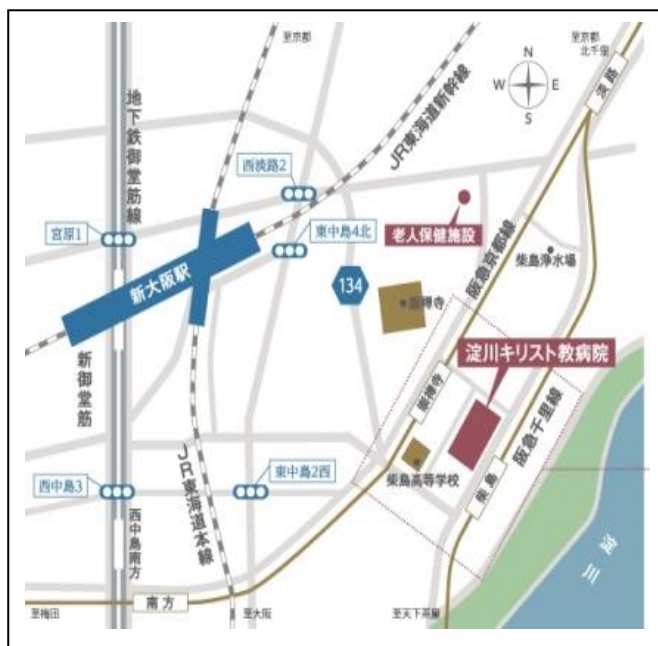 至京都
至京都
北千里
N
W
E
S
淡路
地下鉄御堂筋線
JR東海道新幹線
西淡路2
宮原1
東中島4北
老人保健施設
阪急京都線
柴島浄水場
新大阪駅
134
崇禅寺
淀川キリスト教病院
新御堂筋
崇禅寺
阪急千里線
西中島3
東中島2西
柴島高等学校
柴島
JR東海道本線
西中島南方
川
南方
至梅田
至大阪
至天下茶屋